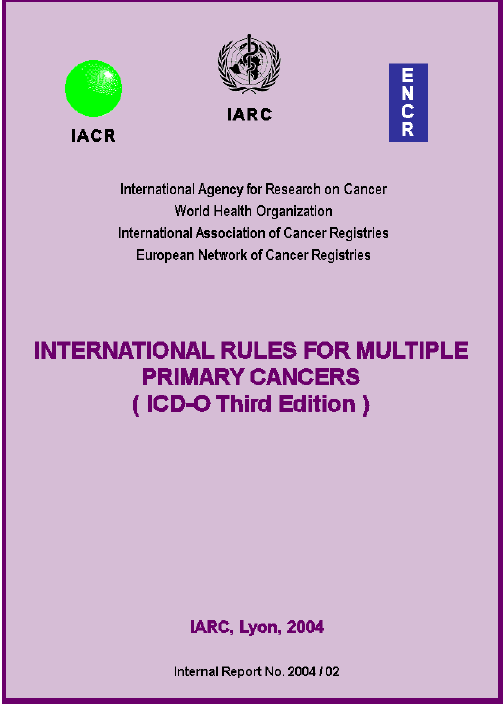 IACR
IARC
E
N
C
R
International Agency for Research on Cancer
World Health Organization
International Association of Cancer Registries
European Network of Cancer Registries
INTERNATIONAL RULES FOR MULTIPLE
PRIMARY CANCERS
( ICD-O Third Edition )
IARC, Lyon, 2004
Internal Report No. 2004 / 02